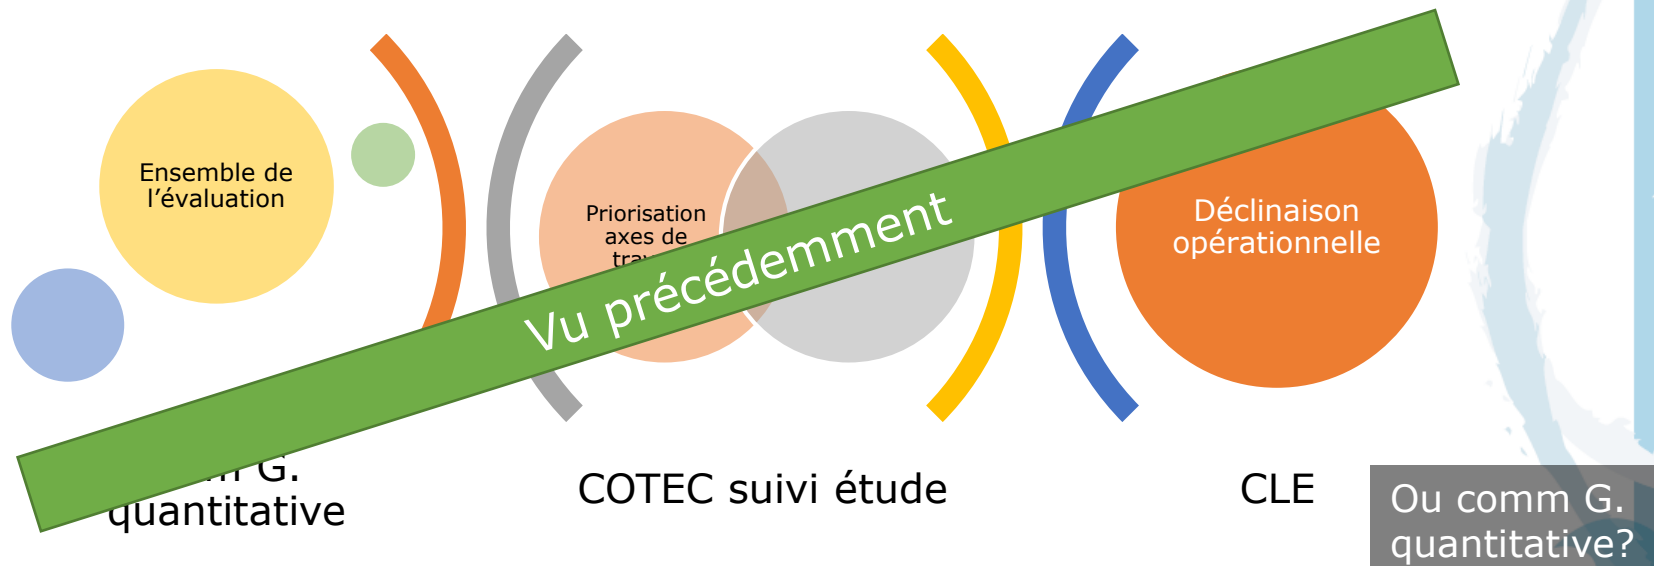 Ensemble de
l’évaluation
Priorisation
axes de
Vu précédemment
Déclinaison
opérationnelle
G.
quantitative
COTEC suivi étude
CLE
Ou comm G.
quantitative?